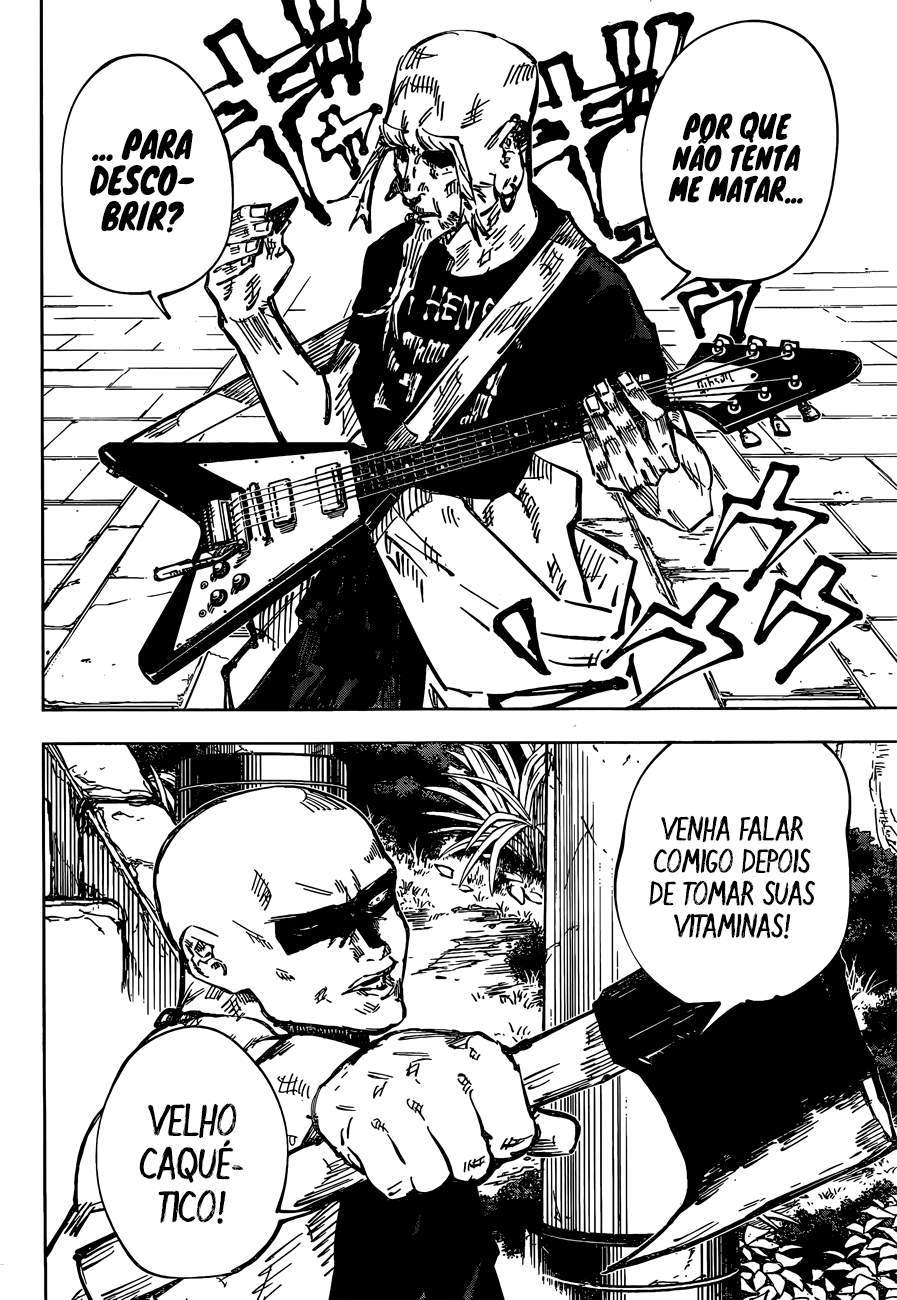 POR QUE
NÃO TENTA
ME MATAR...
... PARA
DESCO-
BRIR?
VENHA FALAR
COMIGO DEPOIS
DE TOMAR SUAS
VITAMINAS!
VELHO
CAQUÉ-
TICO!